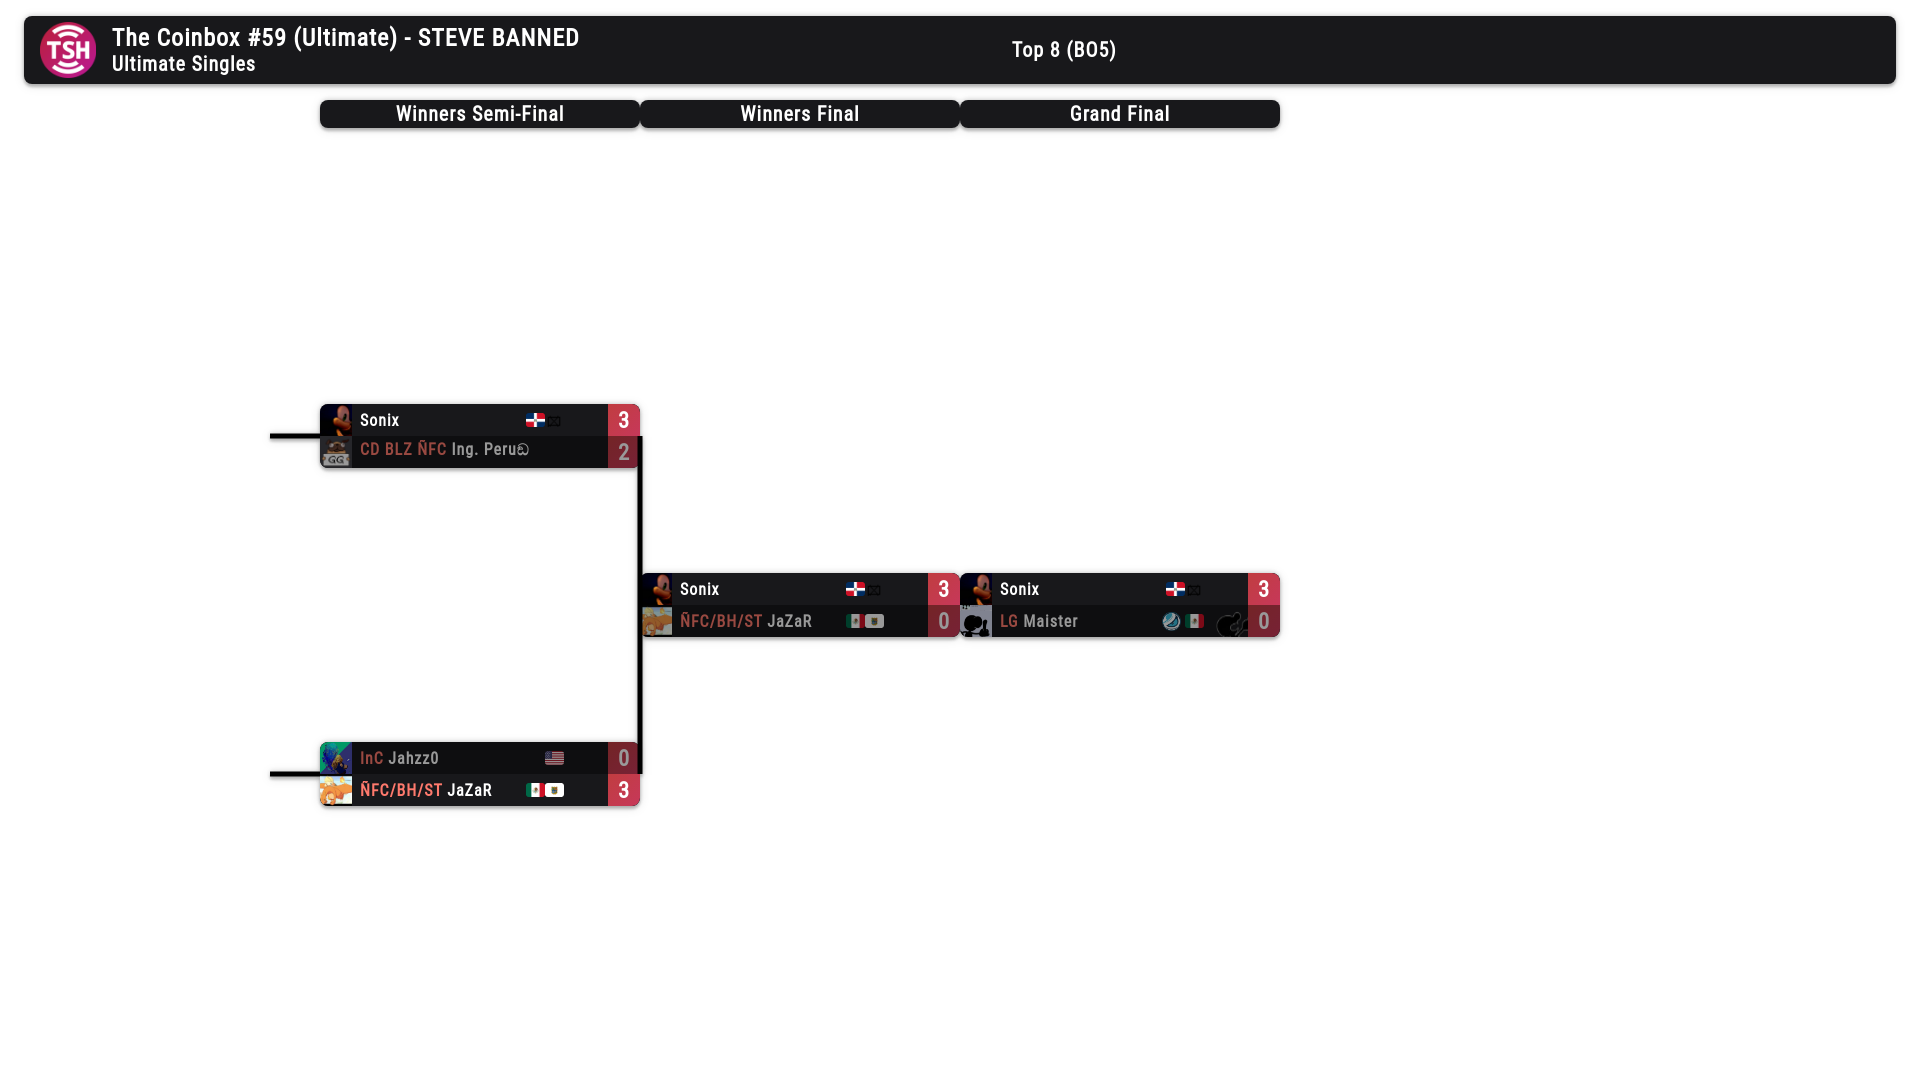 TSH
The Coinbox #59 (Ultimate) - STEVE BANNED
Ultimate Singles
Top 8 (BO5)
Winners Semi-Final
Winners Final
Grand Final
Sonix 3
GG
CD BLZ ÑFC Ing. Peruඞ 2
Sonix 3
ÑFC/BH/ST JaZaR 0
Sonix 3
LG Maister 0
InC Jahzz0 0
ÑFC/BH/ST JaZaR 3